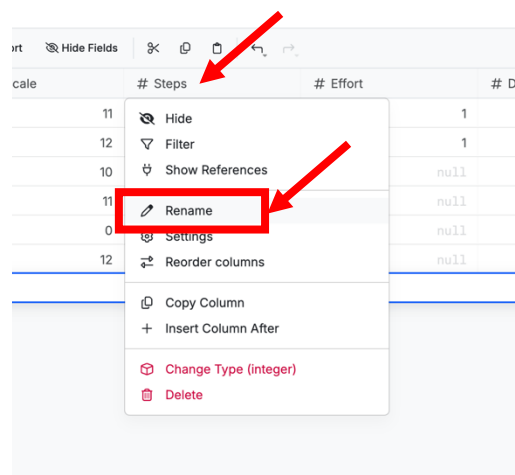 rt Hide Fields
cale # Steps # Effort # D
11 1
12 1
10 null
11 null
0 null
12 null
Hide
Filter
Show References
Rename
Settings
Reorder columns
Copy Column
Insert Column After
Change Type (integer)
Delete